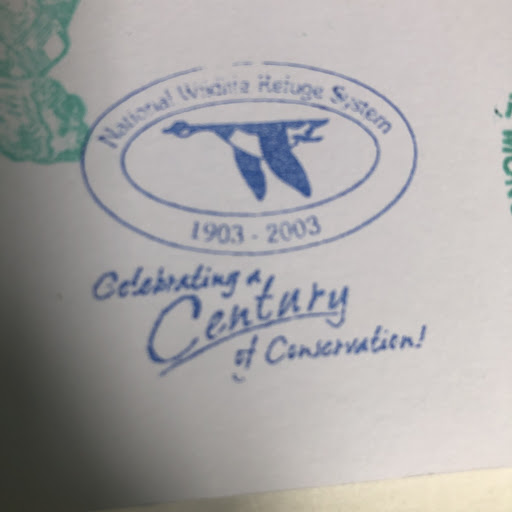 National Wildlife Refuge System
1903 - 2003
Celebrating a
Century
of Conservation!